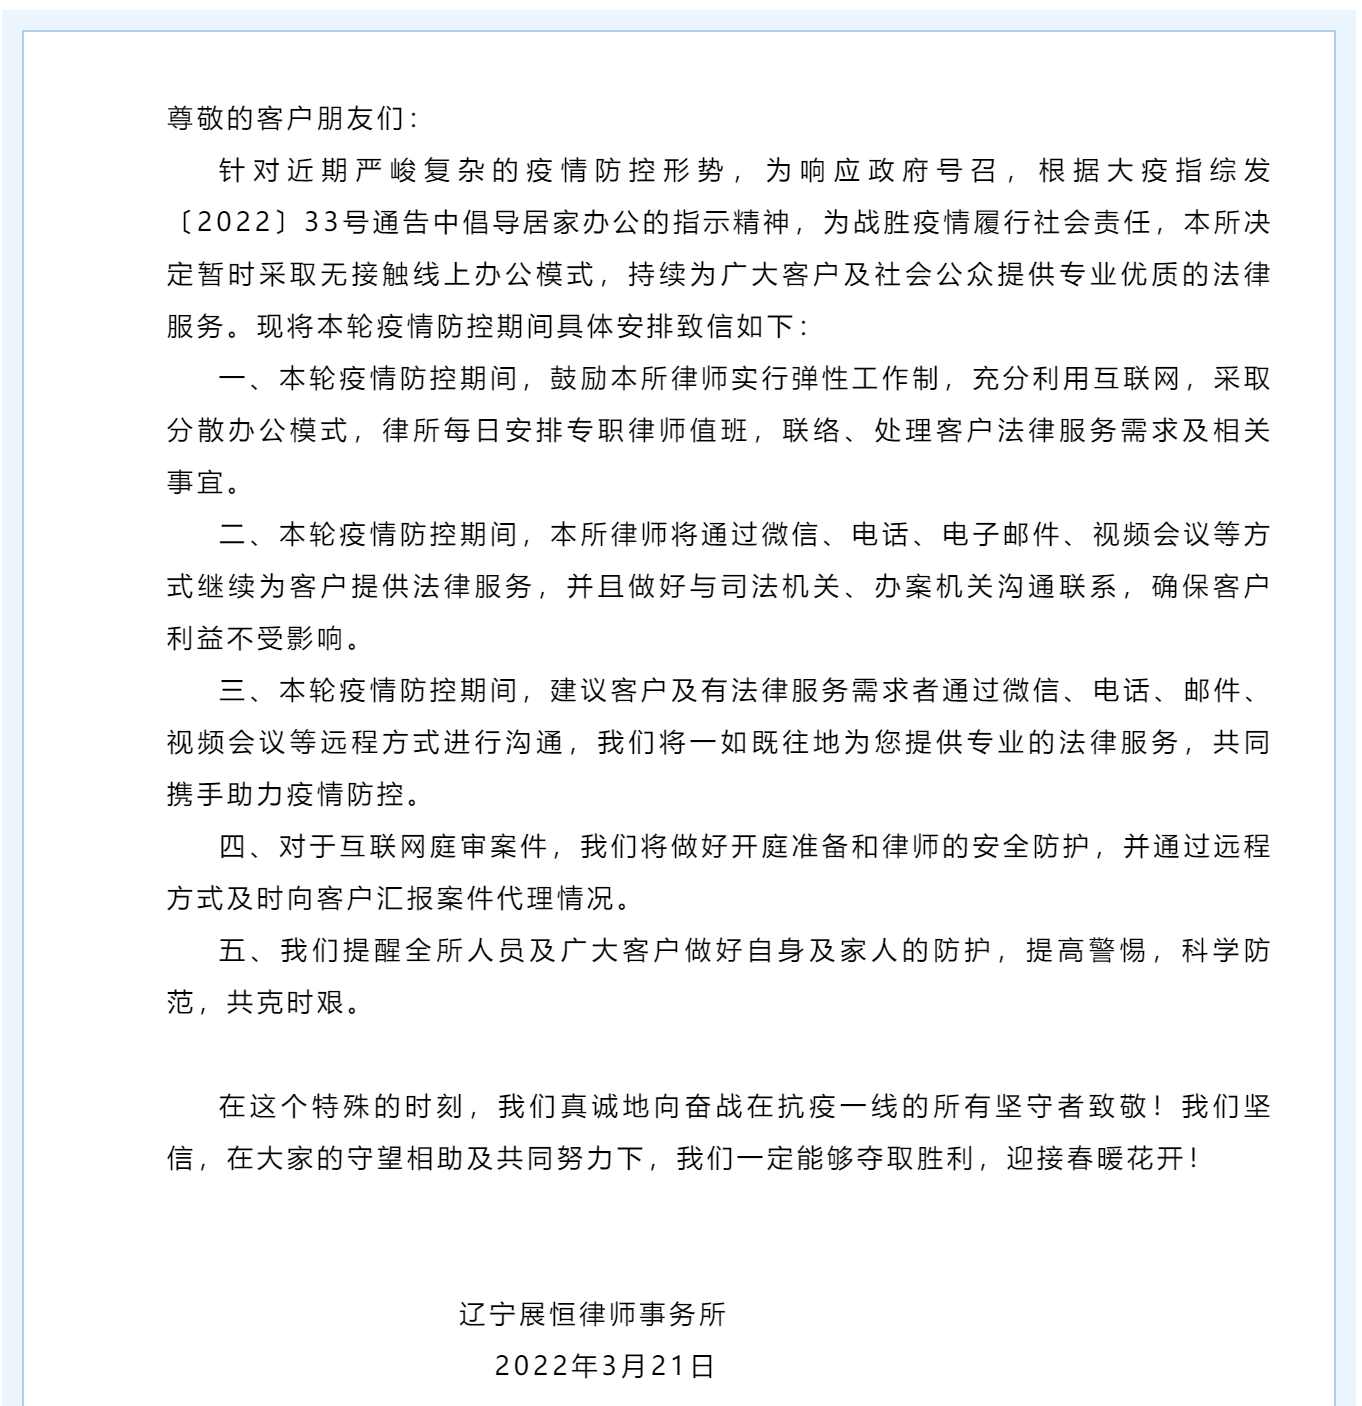 尊敬的客户朋友们：
针对近期严峻复杂的疫情防控形势，为响应政府号召，根据大疫指综发
〔2022〕33号通告中倡导居家办公的指示精神，为战胜疫情履行社会责任，本所决
定暂时采取无接触线上办公模式，持续为广大客户及社会公众提供专业优质的法律
服务。现将本轮疫情防控期间具体安排致信如下：
一、本轮疫情防控期间，鼓励本所律师实行弹性工作制，充分利用互联网，采取
分散办公模式，律所每日安排专职律师值班，联络、处理客户法律服务需求及相关
事宜。
二、本轮疫情防控期间，本所律师将通过微信、电话、电子邮件、视频会议等方
式继续为客户提供法律服务，并且做好与司法机关、办案机关沟通联系，确保客户
利益不受影响。
三、本轮疫情防控期间，建议客户及有法律服务需求者通过微信、电话、邮件、
视频会议等远程方式进行沟通，我们将一如既往地为您提供专业的法律服务，共同
携手助力疫情防控。
四、对于互联网庭审案件，我们将做好开庭准备和律师的安全防护，并通过远程
方式及时向客户汇报案件代理情况。
五、我们提醒全所人员及广大客户做好自身及家人的防护，提高警惕，科学防
范，共克时艰。
在这个特殊的时刻，我们真诚地向奋战在抗疫一线的所有坚守者致敬！我们坚
信，在大家的守望相助及共同努力下，我们一定能够夺取胜利，迎接春暖花开！
辽宁展恒律师事务所
2022年3月21日